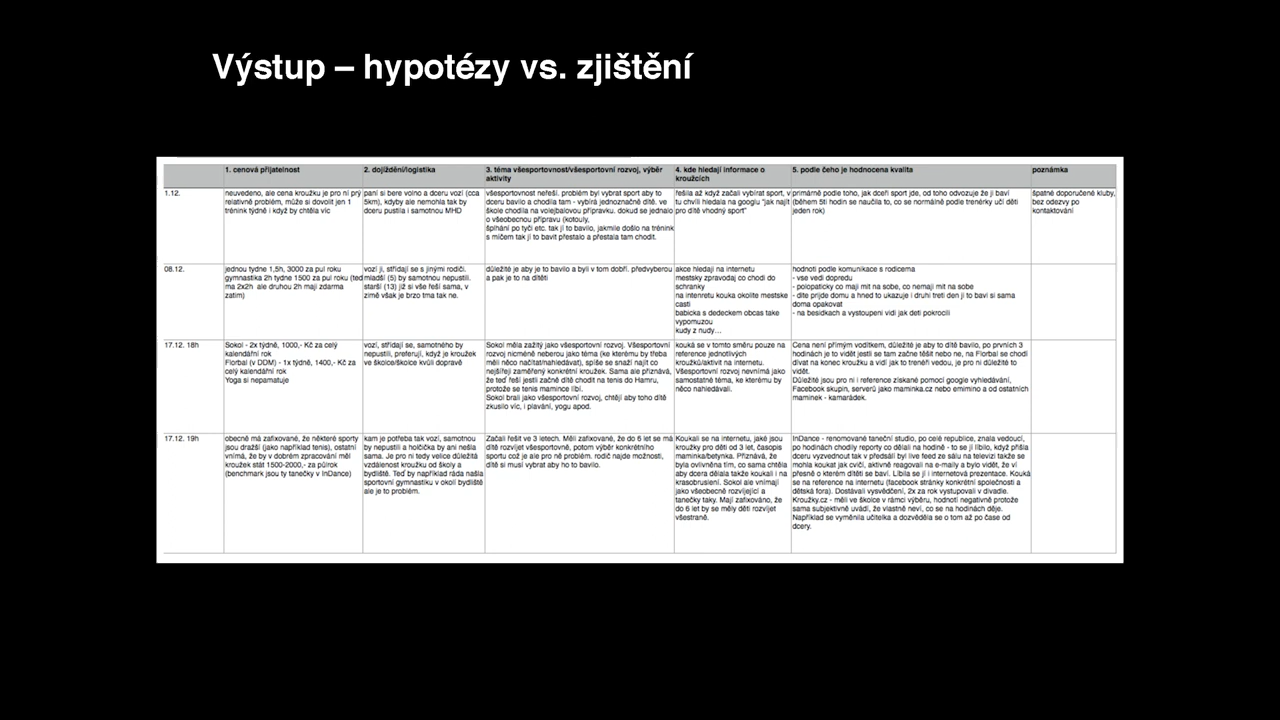 Výstup – hypotézy vs. zjištění
1. cenová přijatelnost
2. dojíždění/logistika
3. téma všesportovnost/všesportovní rozvoj, výběr
aktivity
4. kde hledají informace o
kroužcích
5. podle čeho je hodnocena kvalita
poznámka
1.12.
neuvedeno, ale cena kroužku je pro ni prý
relativné problém, může si dovolit jen 1
trénink týdně i když by chtěla víc
paní si bere volno a dceru vozí (cca
5km), kdyby ale nemohla tak by
dceru pustila i samotnou MHD
všesportovnost neřeší. problém byl vybrat sport aby to
dceru bavilo a chodila tam - vybírá jednoznačně dítě. ve
škole chodila na volejbalovou přípravku. dokud se jednalo
o všeobecnou přípravu (kotouly,
šplhání po tyči etc. tak jí to bavilo, jakmile došlo na trénink
s míčem tak jí to bavit přestalo a přestala tam chodit.
řešila až když začali vybírat sport, v
tu chvíli hledala na googlu "jak najít
pro dítě vhodný sport"
primárně podle toho, jak dceři sport jde, od toho odvozuje že jí baví
(během 5ti hodin se naučila to, co se normálně podle trenérky učí děti
jeden rok)
špatné doporučené kluby,
bez odezvy po
kontaktování
08.12.
jednou tydne 1,5h, 3000 za pul roku
gymnastika 2h tydne 1500 za pul roku (ted
ma 2x2h ale druhou 2h mají zdarma
zatim)
vozí ji, střídají se s jinými rodiči.
mladší (5) by samotnou nepustili.
starší (13) již si vše řeší sama, v
zimě však je brzo tma tak ne.
důležité je aby je to bavilo a byli v tom dobří. předvyberou
a pak je to na dítěti
akce hledaji na internetu
mestsky zpravodaj co chodi do
schranky
na intenretu kouka okolite mestske
casti
babicka s dedeckem obcas take
vypomuzou
kudy z nudy…
hodnoti podle komunikace s rodicema
- vse vedi dopredu
- polopaticky co maji mit na sobe, co nemaji mit na sobe
- dite prijde domu a hned to ukazuje i druhi treti den ji to bavi si sama
doma opakovat
- na besidkach a vystoupeni vidi jak deti pokrocili
17.12. 18h
Sokol - 2x týdně, 1000,- Kč za celý
kalendářní rok
Florbal (v DDM) - 1x týdně, 1400,- Kč za
celý kalendářní rok
Yoga si nepamatuje
vozí, střídají se, samotného by
nepustili, preferují, když je kroužek
ve školce/školce kvůli dopravě
Sokol měla zažitý jako všesportovní rozvoj. Všesportovní
rozvoj nicméně neberou jako téma (ke kterému by třeba
měli něco načítat/nahledávat), spíše se snaží najít co
nejšířeji zaměřený konkrét kroužek. Sama ale přiznává,
že teď řeší jestli začně dítě chodit na tenis do Hamru,
protože se tenis mamince líbí.
Sokol brali jako všesportovní rozvoj, chtějí aby toho dítě
zkusilo víc, i plavání, yogu apod.
kouká se v tomto směru pouze na
reference jednotlivých
kroužků/aktivit na internetu.
Všesportovní rozvoj nevnímá jako
samostatné téma, ke kterému by
něco nahledávali.
Cena není přímým vodítkem, důležité je aby to dítě bavilo, po prvních 3
hodinách je to vidět jestli se tam začne těšit nebo ne, na Florbal se chodí
dívat na konec kroužku a vidí jak to trenéři vedou, je pro ni důležité to
vidět.
Důležité jsou pro ni i reference získané pomocí google vyhledávání,
Facebook skupin, serverů jako maminka.cz nebo emimino a od ostatních
maminek - kamarádek.
17.12. 19h
obecně má zafixované, že některé sporty
jsou dražší (jako například tenis), ostatní
vnímá, že by v dobrém zpracování měl
kroužek stát 1500-2000,- za půlrok
(benchmark jsou ty tanečky v InDance)
kam je potřeba tak vozí, samotnou
by nepustili a holčička by ani nešla
sama. Je pro ni tedy velice důležitá
vzdálenost kroužku od školy a
bydliště. Teď by například ráda našla
sportovní gymnastiku v okolí bydliště
ale je to problém.
Začali řešit ve 3 letech. Měli zafixované, že do 6 let se má
dítě rozvíjet všesportovně, potom výběr konkrétního
sportu což je ale pro ně problém. rodič najde možnosti,
dítě si musí vybrat aby ho to bavilo.
Koukali se na internetu, jaké jsou
kroužky pro děti od 3 let, časopis
maminka/betynka. Přiznává, že
byla ovlivněna tím, co sama chtěla
aby dcera dělala takže koukali i na
krasobruslení. Sokol ale vnímají
jako všeobecně rozvíjející a
tanečky taky. Mají zafixováno, že
do 6 let by se měly děti rozvíjet
všestraně.
InDance - renomované taneční studio, po celé republice, znala vedoucí,
po hodinách chodily reporty co dělali na hodině - to se jí líbilo, když přišla
dceru vyzvednout tak v předsálí byl live feed ze sálu na televizi takže se
mohla koukat jak cvičí, aktivně reagovali na e-maily a bylo vidět, že ví
přesně o kterém dítěti se baví. Líbila se jí i internetová prezentace. Kouká
se na reference na internetu (facebook stránky konkrétní společnosti a
dětská fora). Dostávali vysvědčení, 2x za rok vystupovali v divadle.
Kroužky.cz - měli ve školce v rámci výběru, hodnotí negativně protože
sama subjektivně uvádí, že vlastně neví, co se na hodinách děje.
Například se vyměnila učitelka a dozvěděla se o tom až po čase od
dcery.